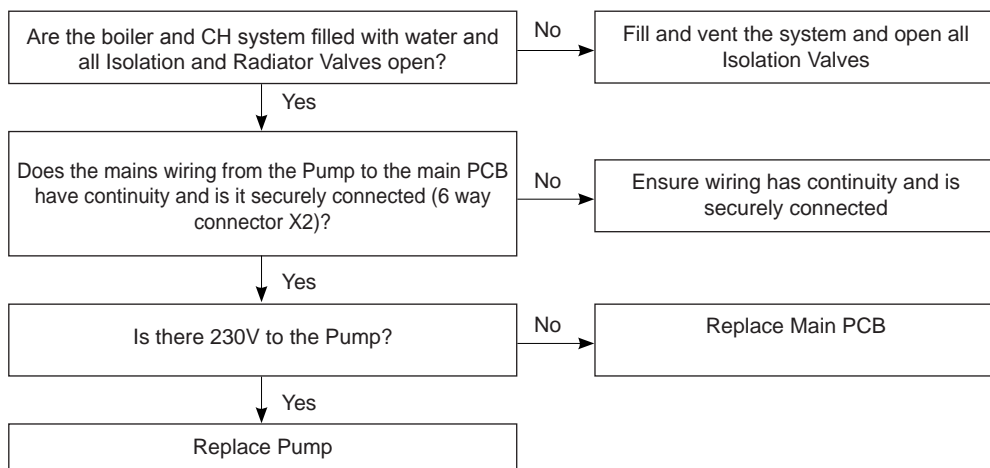 Are the boiler and CH system filled with water and
all Isolation and Radiator Valves open?
No
Fill and vent the system and open all
Isolation Valves
Yes
Does the mains wiring from the Pump to the main PCB
have continuity and is it securely connected (6 way
connector X2)?
No
Ensure wiring has continuity and is
securely connected
Yes
Is there 230V to the Pump?
No
Replace Main PCB
Yes
Replace Pump